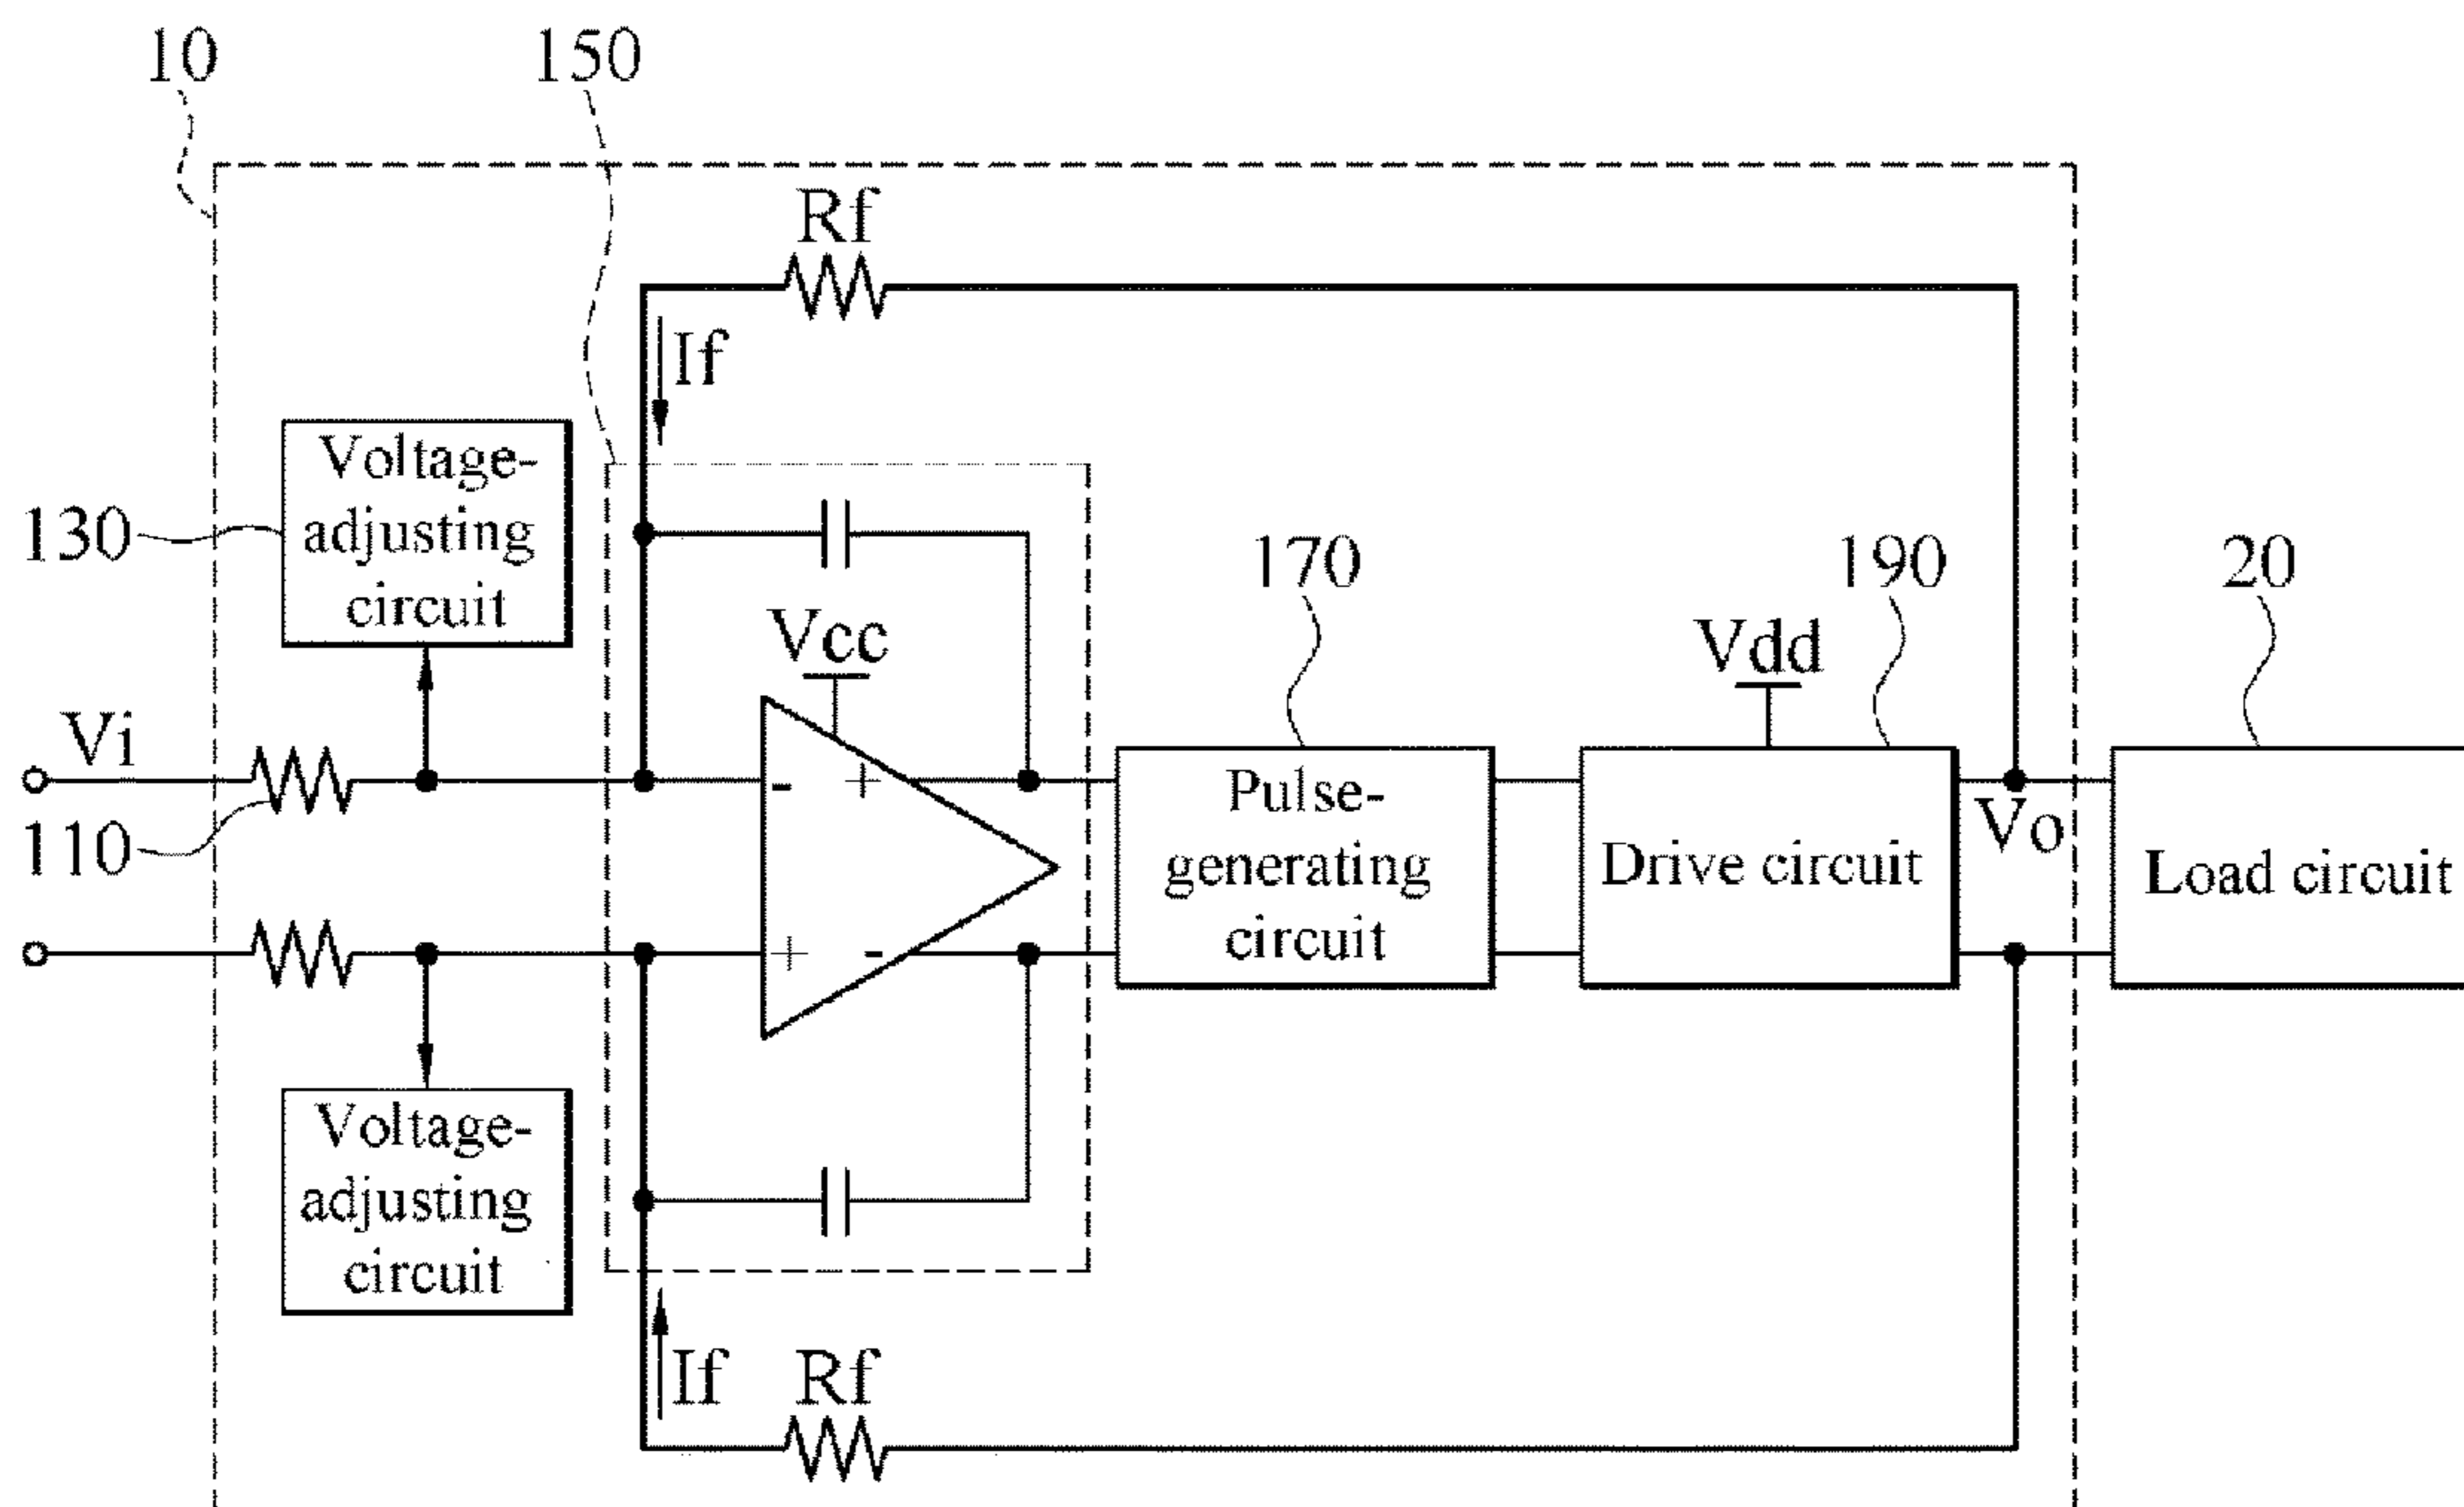 10
150
Rf
If
Voltage-
adjusting
circuit
130
170
190
20
Vcc
Vdd
Vi
- +
110
Pulse-
generating
circuit
Drive circuit
Vo
Load circuit
+ -
Voltage-
adjusting
circuit
If
Rf